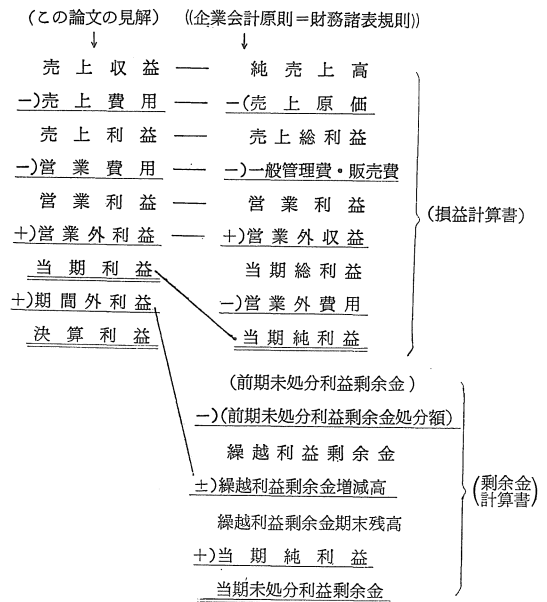 (この論文の見解) ((企業会計原則=財務諸表規則))
売上収益 — 純売上高
−)売上費用 — −(売上原価
売上利益 売上総利益
−)営業費用 — −)一般管理費・販売費
営業利益 — 営業利益
+)営業外利益 — +)営業外収益
当期利益 当期総利益
+)期間外利益 −)営業外費用
決算利益 当期純利益
(損益計算書)
(前期未処分利益剰余金)
−)(前期未処分利益剰余金処分額)
繰越利益剰余金
±)繰越利益剰余金増減高
繰越利益剰余金期末残高
+)当期純利益
当期未処分利益剰余金
(剰余金
計算書)